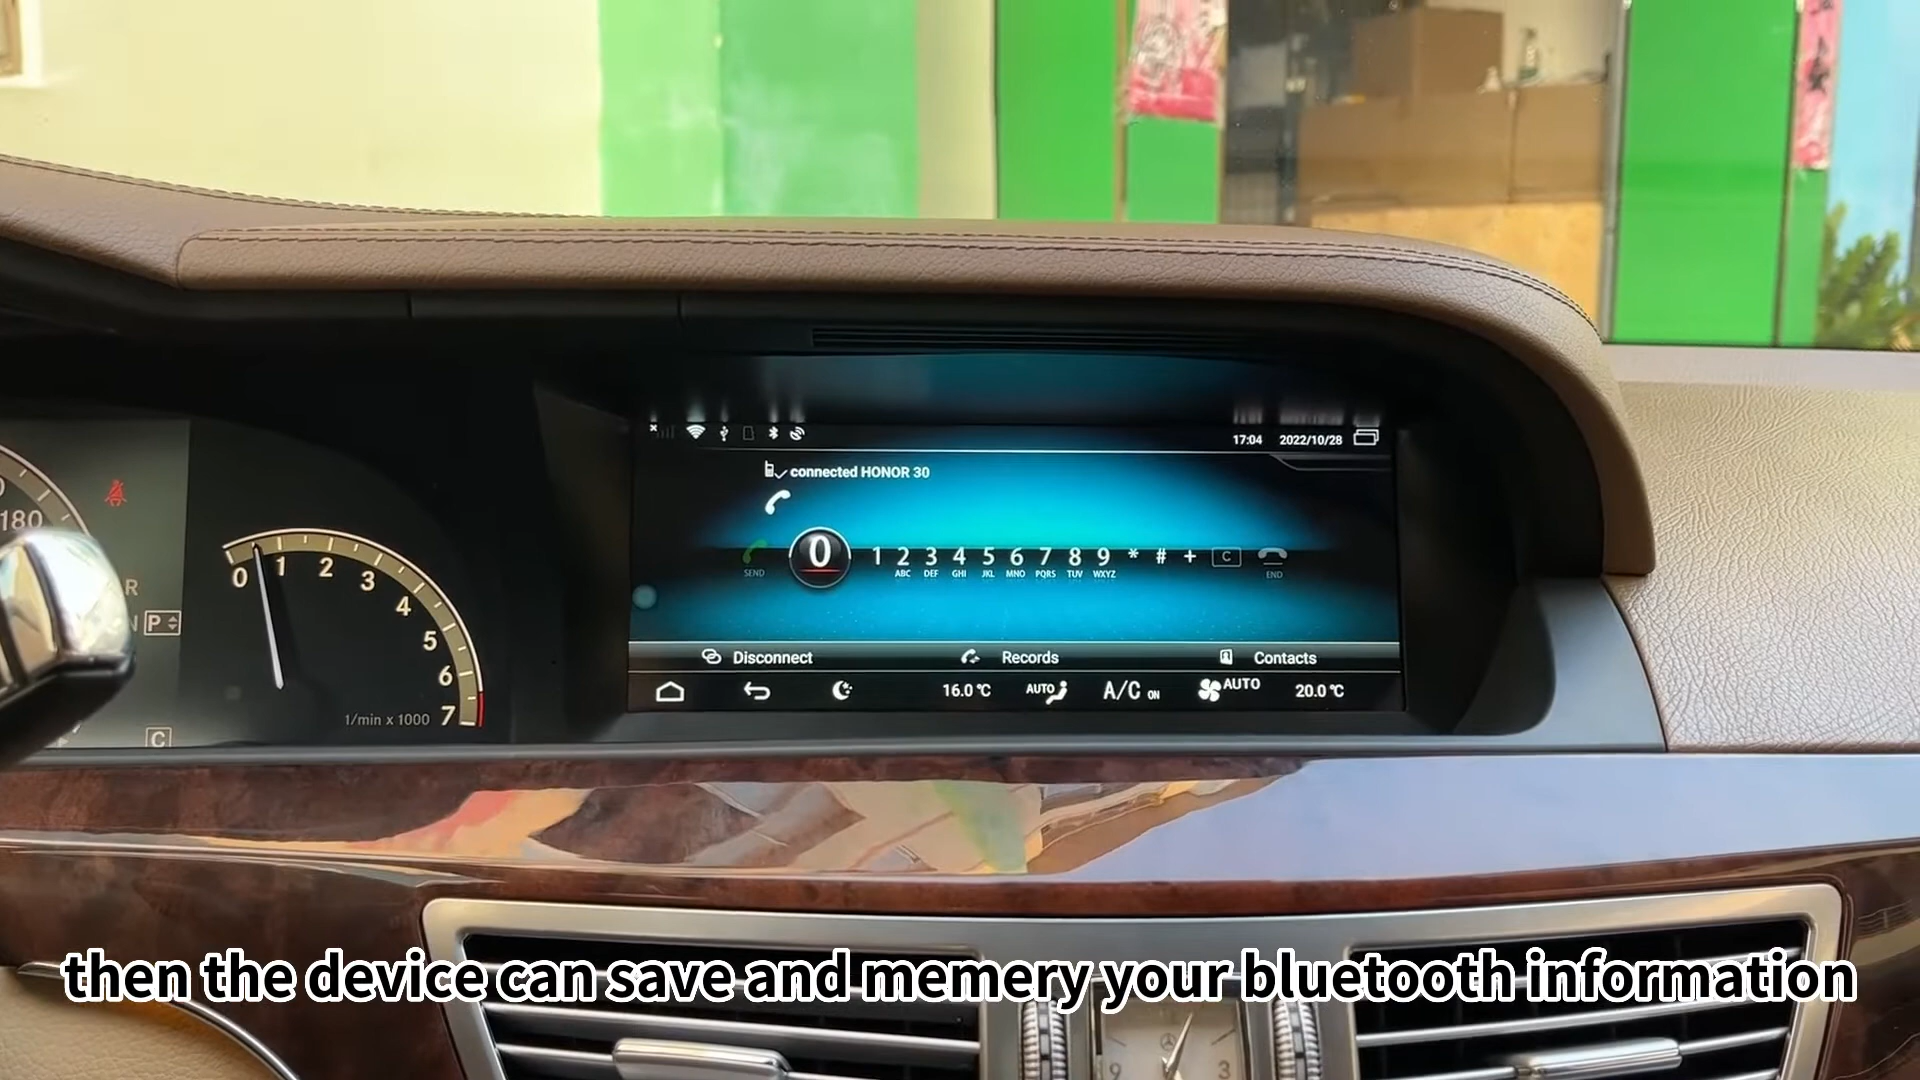 17:04 2022/10/28
connected HONOR 30
0 1 2 3 4 5 6 7 8 9 * # + C
SEND ABC DEF GHI JKL MNO PQRS TUV WXYZ END
Disconnect Records Contacts
16.0℃ AUTO A/C ON AUTO 20.0℃
180
R
N P
C
0 1 2 3 4 5 6 7
1/min x 1000
then the device can save and memery your bluetooth information
9 3